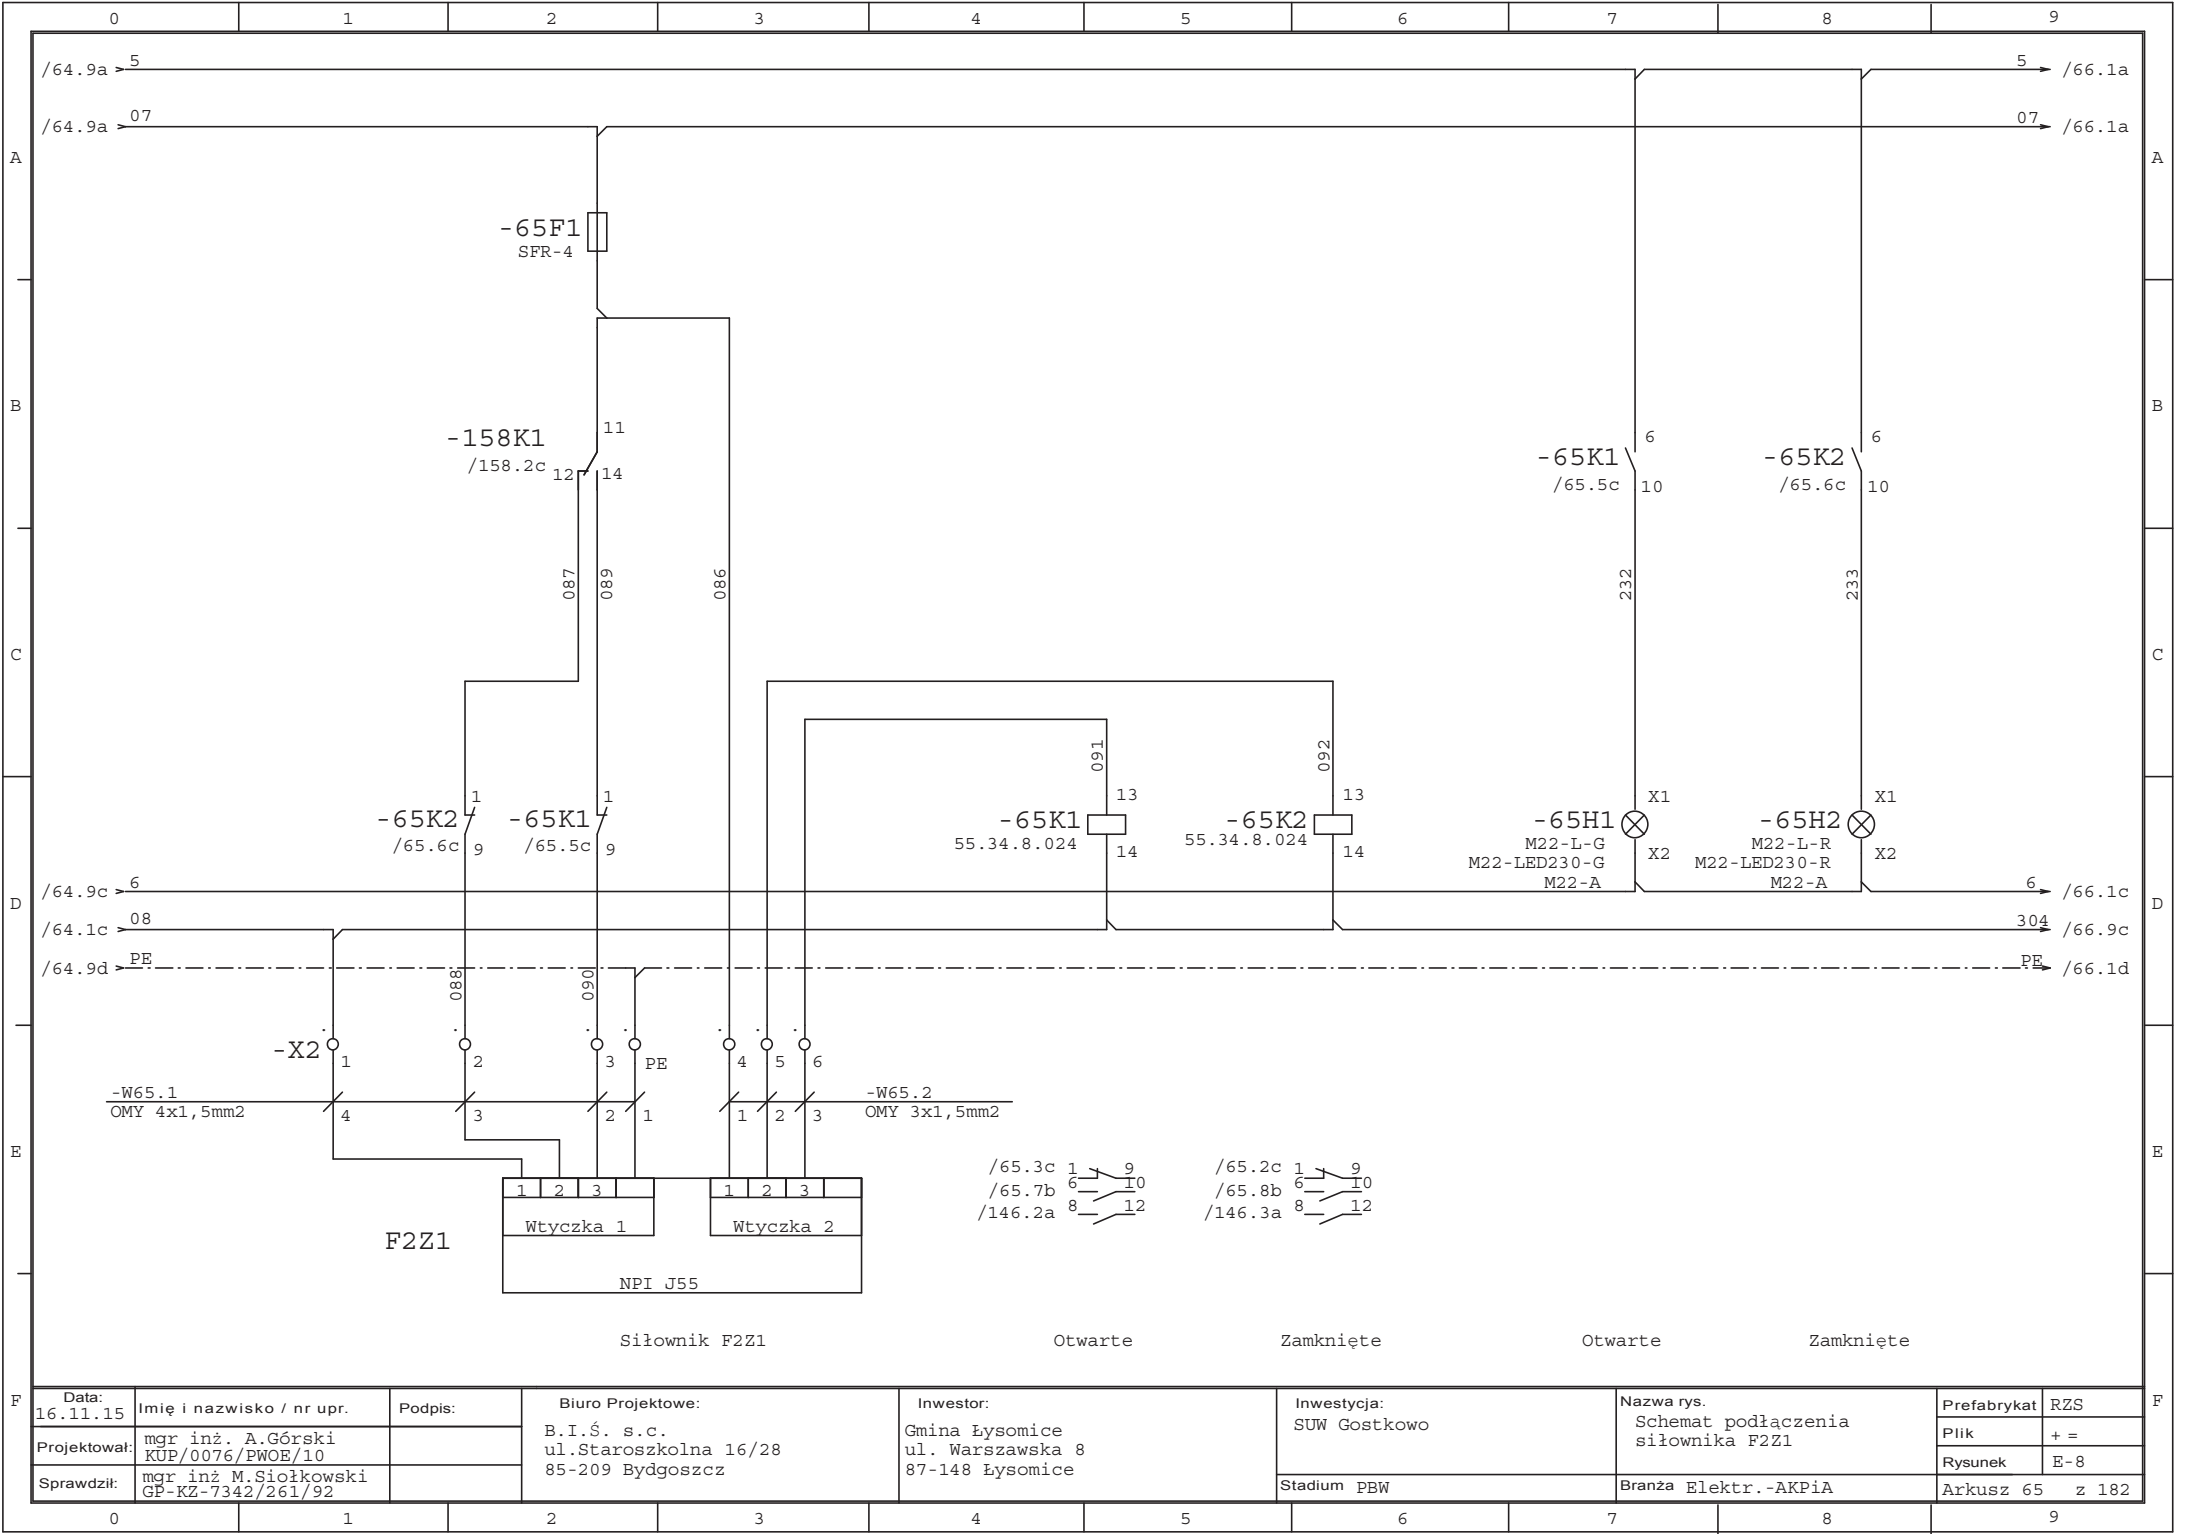 0 1 2 3 4 5 6 7 8 9
/64.9a 5 5 /66.1a
/64.9a 07 07 /66.1a
A A
-65F1
SFR-4
B B
-158K1 11
/158.2c 12 14
-65K1 6
/65.5c 10
-65K2 6
/65.6c 10
087 089 086 232 233
C C
091 092
-65K2 1
/65.6c 9
-65K1 1
/65.5c 9
-65K1 13
55.34.8.024 14
-65K2 13
55.34.8.024 14
-65H1 X1
M22-L-G X2
M22-LED230-G
M22-A
-65H2 X1
M22-L-R X2
M22-LED230-R
M22-A
/64.9c 6 6 /66.1c
D D
/64.1c 08 304 /66.9c
/64.9d PE PE /66.1d
088 090
-X2 1 2 3 PE 4 5 6
-W65.1
OMY 4x1,5mm2 4 3 2 1
-W65.2
1 2 3 OMY 3x1,5mm2
E E
/65.3c 1 9
/65.7b 6 10
/146.2a 8 12
/65.2c 1 9
/65.8b 6 10
/146.3a 8 12
1 2 3 1 2 3
Wtyczka 1 Wtyczka 2
F2Z1
NPI J55
Siłownik F2Z1 Otwarte Zamknięte Otwarte Zamknięte
F F
Data:
16.11.15
Imię i nazwisko / nr upr.
Podpis:
Projektował:
mgr inż. A.Górski
KUP/0076/PWOE/10
Sprawdził:
mgr inż M.Siołkowski
GP-KZ-7342/261/92
Biuro Projektowe:
B.I.Ś. s.c.
ul.Staroszkolna 16/28
85-209 Bydgoszcz
Inwestor:
Gmina Łysomice
ul. Warszawska 8
87-148 Łysomice
Inwestycja:
SUW Gostkowo
Stadium PBW
Nazwa rys.
Schemat podłączenia
siłownika F2Z1
Branża Elektr.-AKPiA
Prefabrykat RZS
Plik + =
Rysunek E-8
Arkusz 65 z 182
0 1 2 3 4 5 6 7 8 9